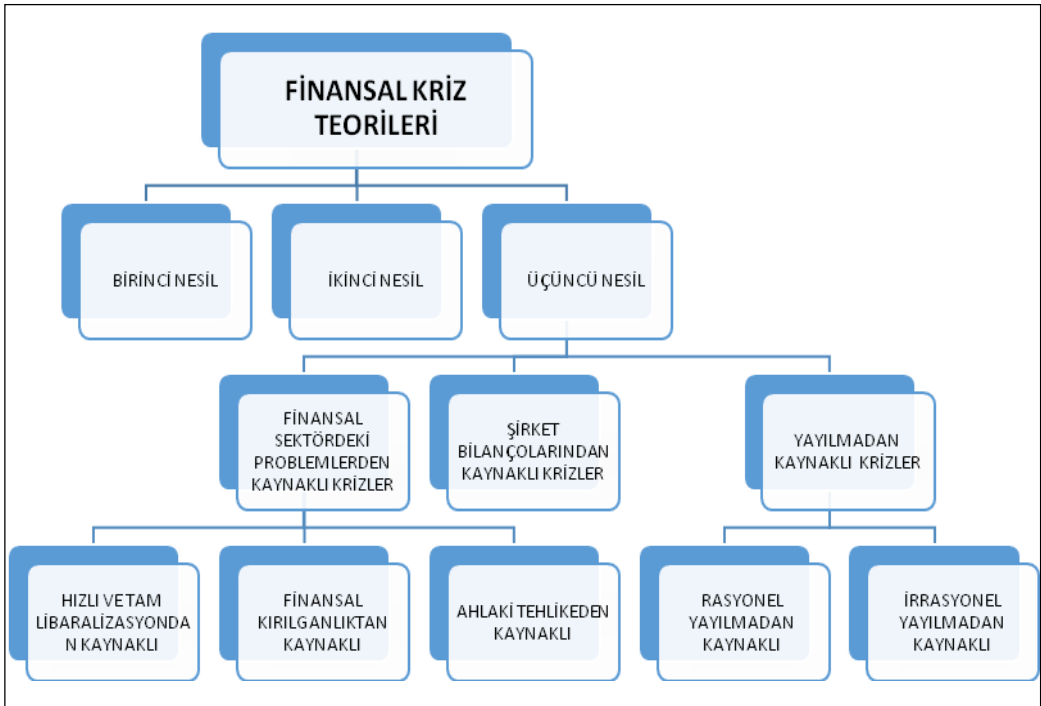 FİNANSAL KRİZ
TEORİLERİ
BİRİNCİ NESİL
İKİNCİ NESİL
ÜÇÜNCÜ NESİL
FİNANSAL
SEKTÖRDEKİ
PROBLEMLERDEN
KAYNAKLI KRİZLER
ŞİRKET
BİLANÇOLARINDAN
KAYNAKLI KRİZLER
YAYILMADAN
KAYNAKLI KRİZLER
HIZLI VE TAM
LİBARALİZASYONDA
N KAYNAKLI
FİNANSAL
KIRILGANLIKTAN
KAYNAKLI
AHLAKİ TEHLİKEDEN
KAYNAKLI
RASYONEL
YAYILMADAN
KAYNAKLI
İRRASYONEL
YAYILMADAN
KAYNAKLI